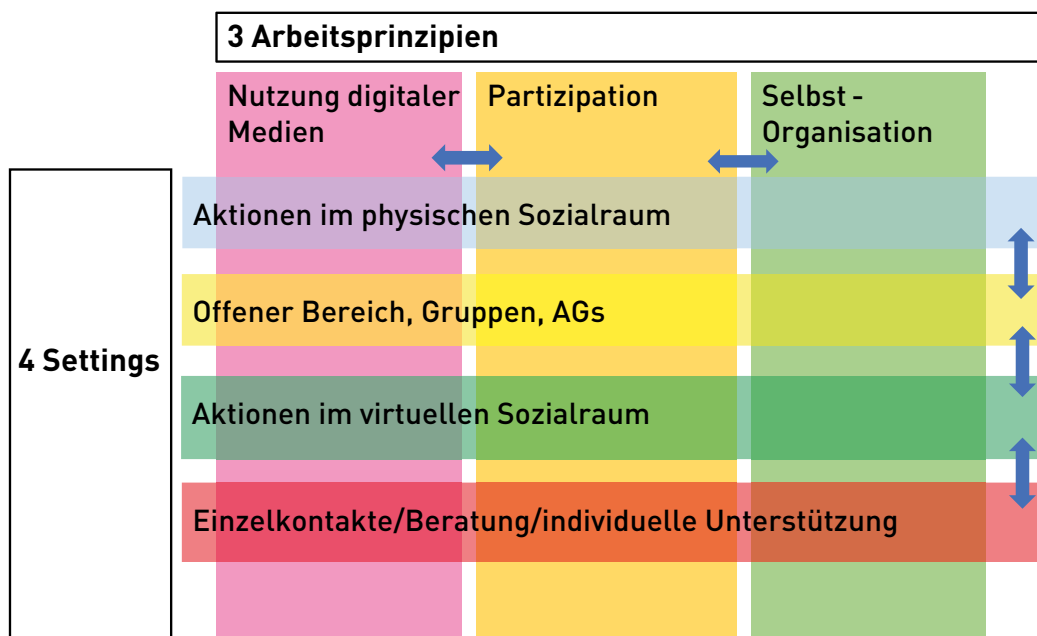 3 Arbeitsprinzipien
Nutzung digitaler
Medien
Partizipation
Selbst-
Organisation
4 Settings
Aktionen im physischen Sozialraum
Offener Bereich, Gruppen, AGs
Aktionen im virtuellen Sozialraum
Einzelkontakte/Beratung/individuelle Unterstützung